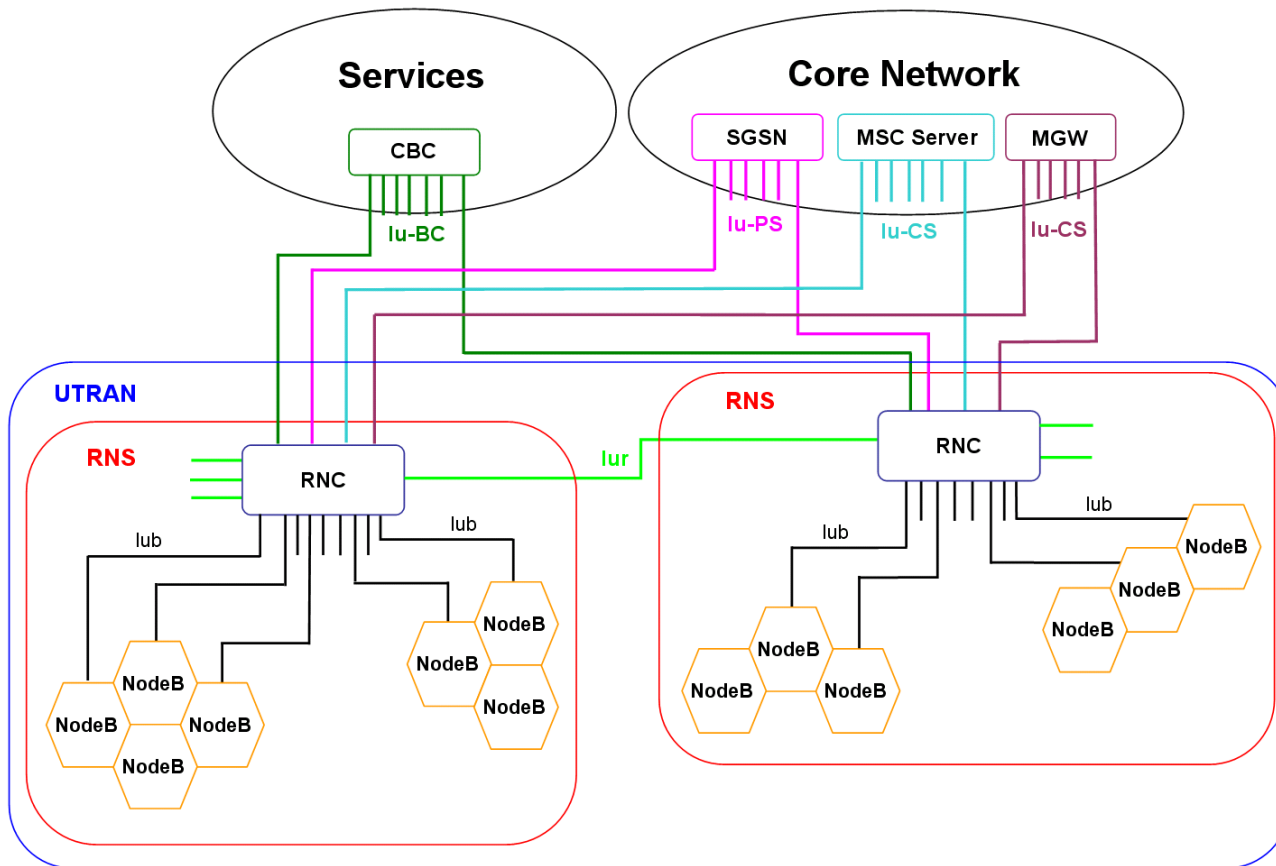 Services
Core Network
CBC
SGSN
MSC Server
MGW
Iu-BC
Iu-PS
Iu-CS
Iu-CS
UTRAN
RNS
RNS
RNC
Iur
RNC
Iub
Iub
Iub
Iub
NodeB
NodeB
NodeB
NodeB
NodeB
NodeB
NodeB
NodeB
NodeB
NodeB
NodeB
NodeB
NodeB